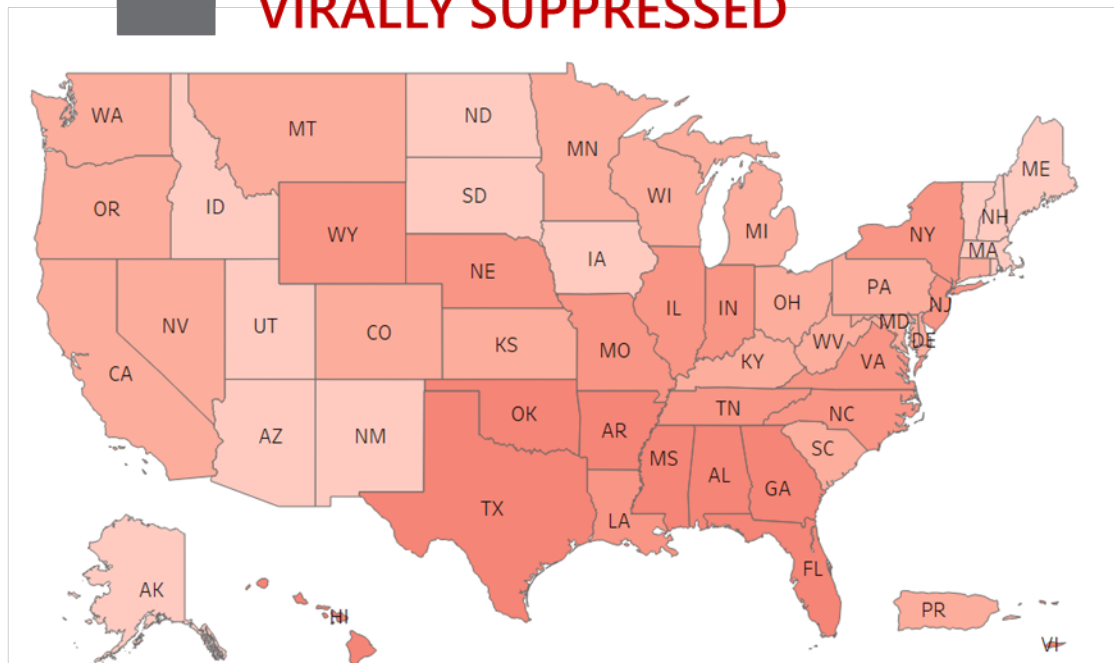 VIRALLY SUPPRESSED
WA
MT
ND
MN
ME
OR
ID
SD
WI
NH
WY
MI
NY
MA
NE
IA
PA
NV
UT
CO
IL
IN
OH
NJ
MD
DE
CA
KS
MO
KY
WV
VA
AZ
NM
OK
AR
TN
NC
SC
TX
MS
AL
GA
LA
FL
AK
HI
PR
VI